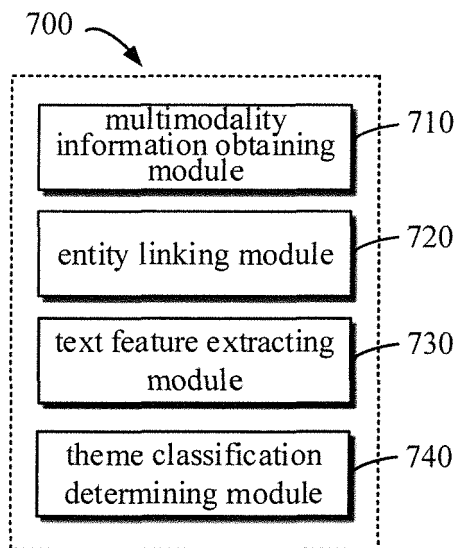 700
multimodality
information obtaining
module
710
entity linking module
720
text feature extracting
module
730
theme classification
determining module
740